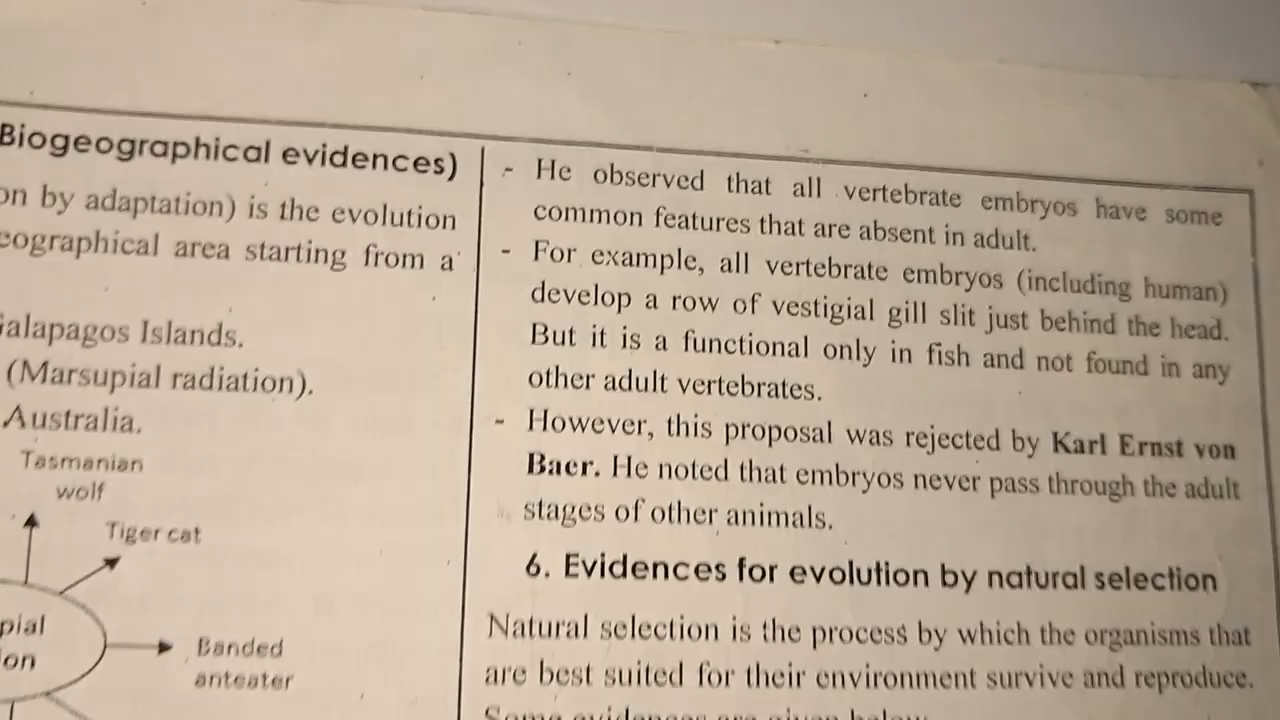 Biogeographical evidences)
on by adaptation) is the evolution
eographical area starting from a
Galapagos Islands.
(Marsupial radiation).
Australia.
Tasmanian
wolf
Tiger cat
pial
on
Banded
anteater
- He observed that all vertebrate embryos have some
common features that are absent in adult.
- For example, all vertebrate embryos (including human)
develop a row of vestigial gill slit just behind the head.
But it is a functional only in fish and not found in any
other adult vertebrates.
- However, this proposal was rejected by Karl Ernst von
Baer. He noted that embryos never pass through the adult
stages of other animals.
6. Evidences for evolution by natural selection
Natural selection is the process by which the organisms that
are best suited for their environment survive and reproduce.
Some evidences are given below